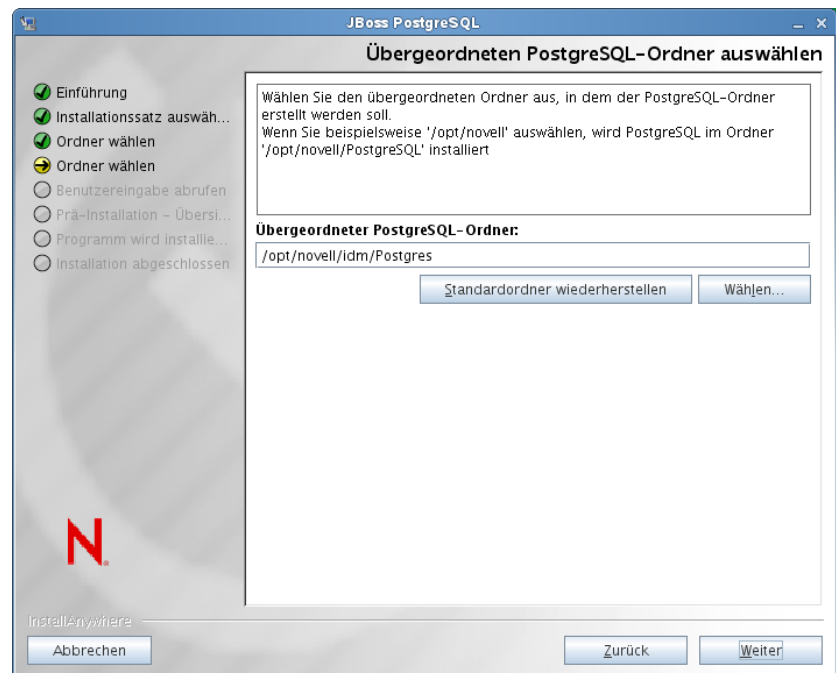 JBoss PostgreSQL
Übergeordneten PostgreSQL-Ordner auswählen
Einführung
Installationssatz auswäh...
Ordner wählen
Ordner wählen
Benutzereingabe abrufen
Prä-Installation - Übersi...
Programm wird installie...
Installation abgeschlossen
Wählen Sie den übergeordneten Ordner aus, in dem der PostgreSQL-Ordner
erstellt werden soll.
Wenn Sie beispielsweise '/opt/novell' auswählen, wird PostgreSQL im Ordner
'/opt/novell/PostgreSQL' installiert
Übergeordneter PostgreSQL-Ordner:
/opt/novell/idm/Postgres
Standardordner wiederherstellen
Wählen...
N
InstallAnywhere
Abbrechen
Zurück
Weiter